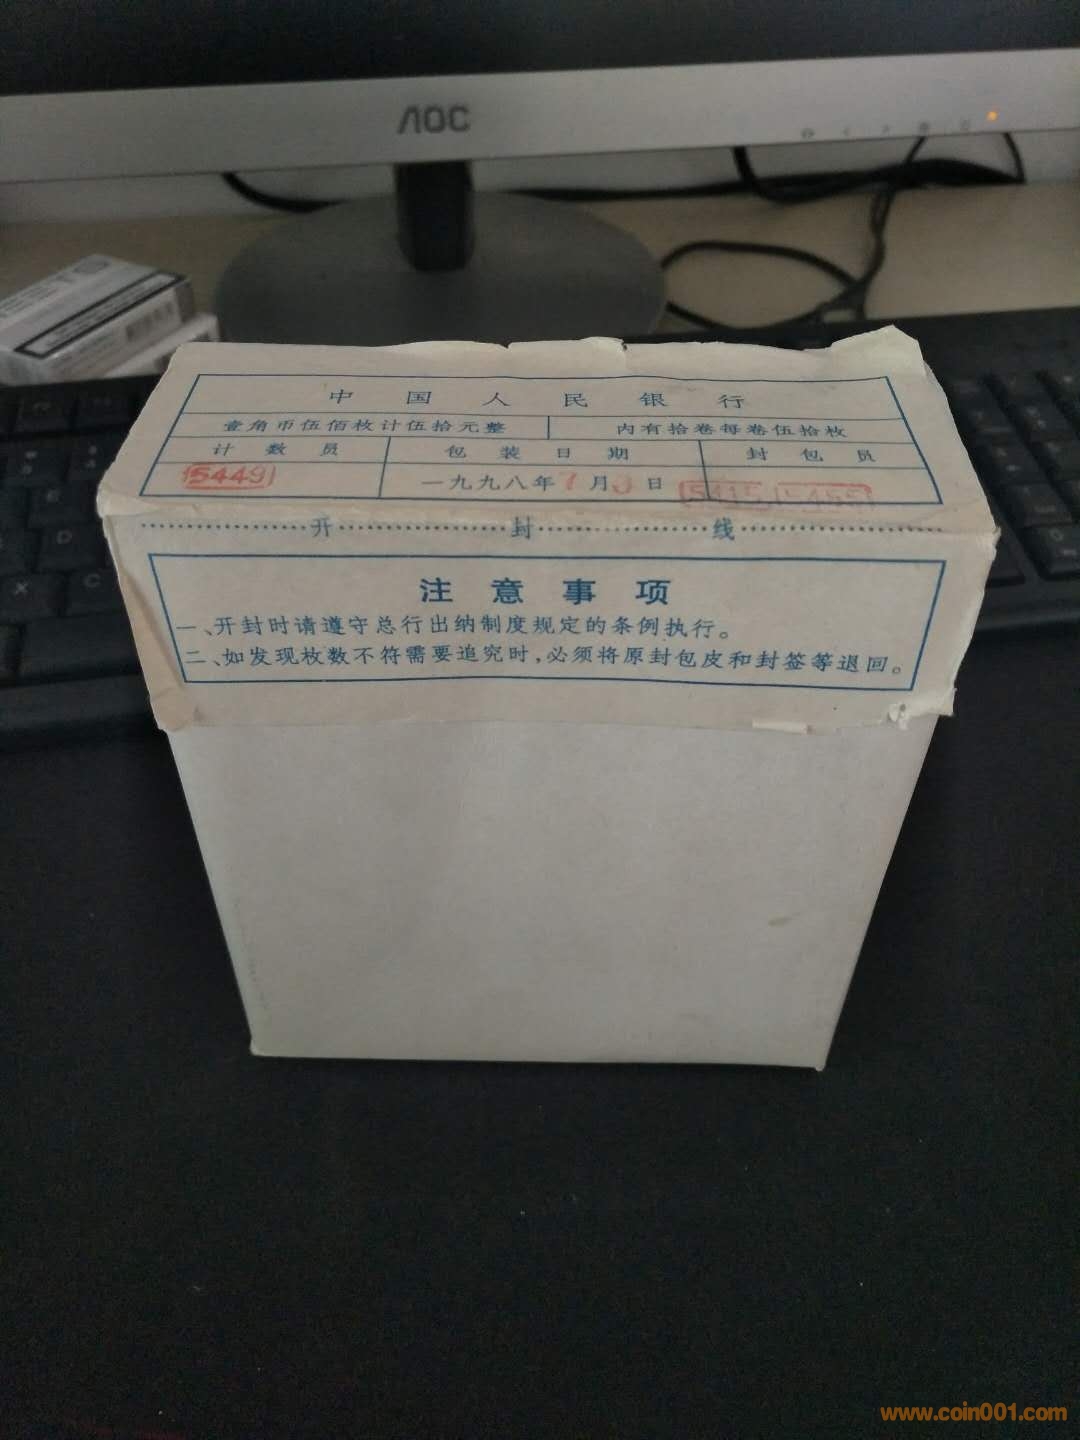 AOC
中国人民银行
壹角币伍佰枚计伍拾元整 内有拾卷每卷伍拾枚
计数员 包装日期 封包员
5449 一九九八年7月3日 5415 5455
开封线
注意事项
一、开封时请遵守总行出纳制度规定的条例执行。
二、如发现枚数不符需要追究时，必须将原封包皮和封签等退回。
www.coin001.com